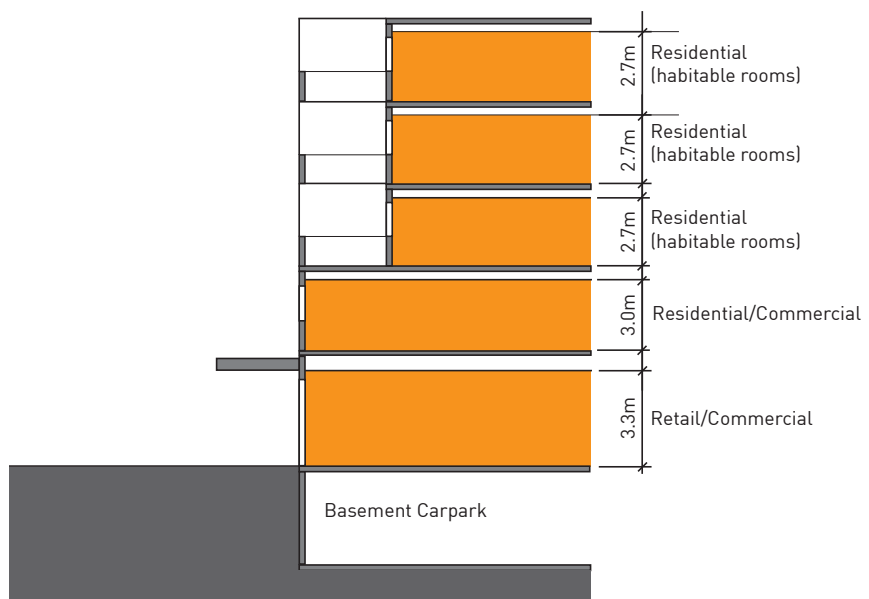 2.7m
Residential
(habitable rooms)
2.7m
Residential
(habitable rooms)
2.7m
Residential
(habitable rooms)
3.0m
Residential/Commercial
3.3m
Retail/Commercial
Basement Carpark